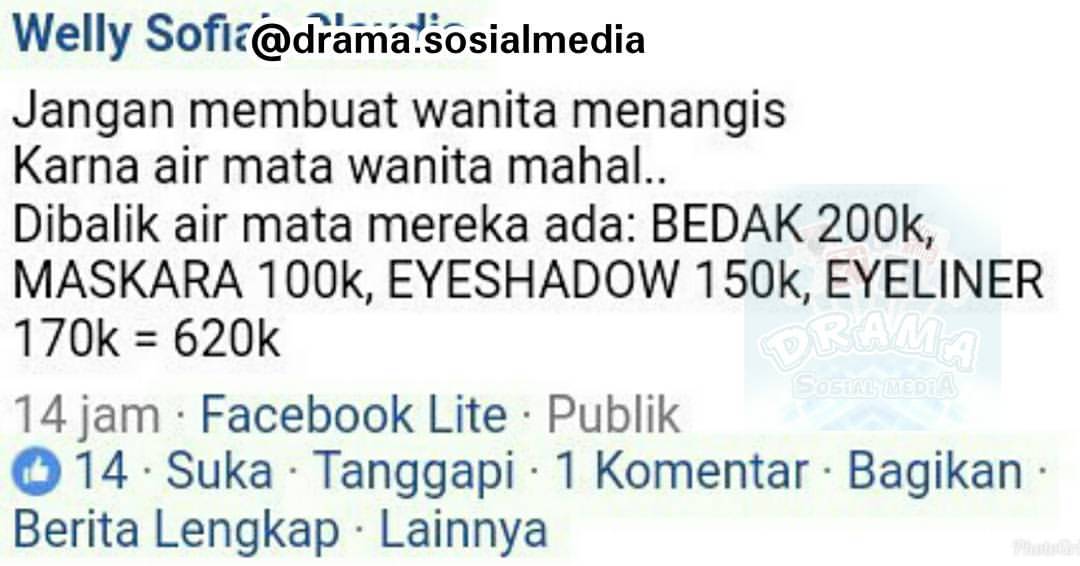 Welly Sofia
@drama.sosialmedia
Jangan membuat wanita menangis
Karna air mata wanita mahal..
Dibalik air mata mereka ada: BEDAK 200k,
MASKARA 100k, EYESHADOW 150k, EYELINER
170k = 620k
DRAMA
SOSIAL MEDIA
14 jam · Facebook Lite · Publik
14 · Suka · Tanggapi · 1 Komentar · Bagikan ·
Berita Lengkap · Lainnya